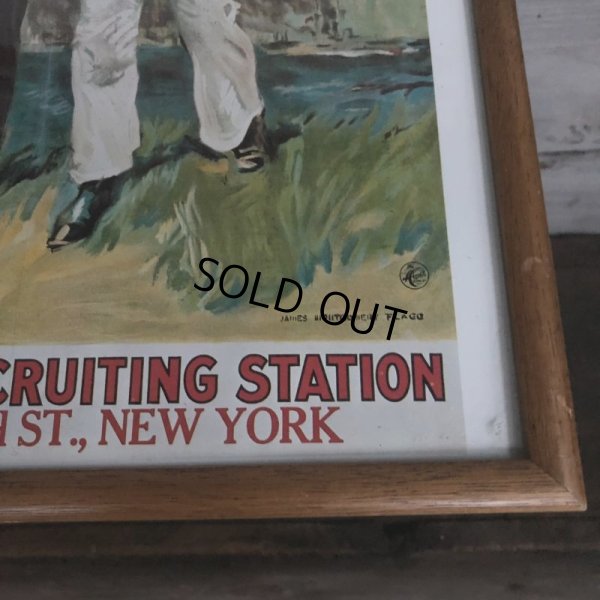 SOLD OUT
JAMES MONTGOMERY FLAGG
CRUITING STATION
H ST., NEW YORK